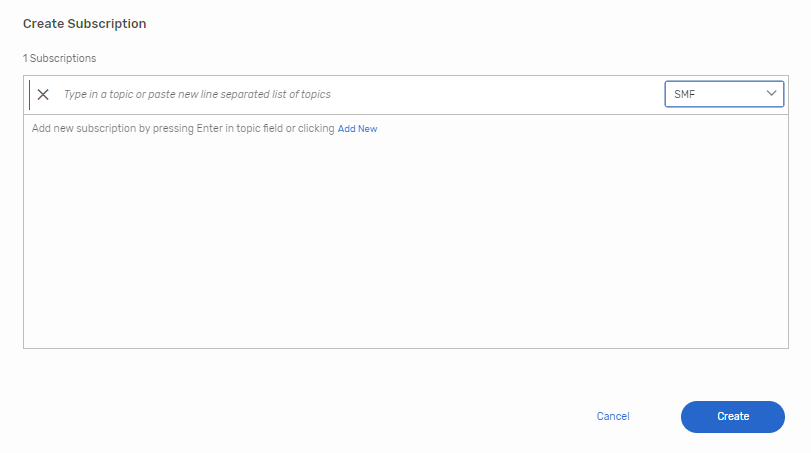 Create Subscription
1 Subscriptions
Type in a topic or paste new line separated list of topics
SMF
Add new subscription by pressing Enter in topic field or clicking Add New
Cancel
Create